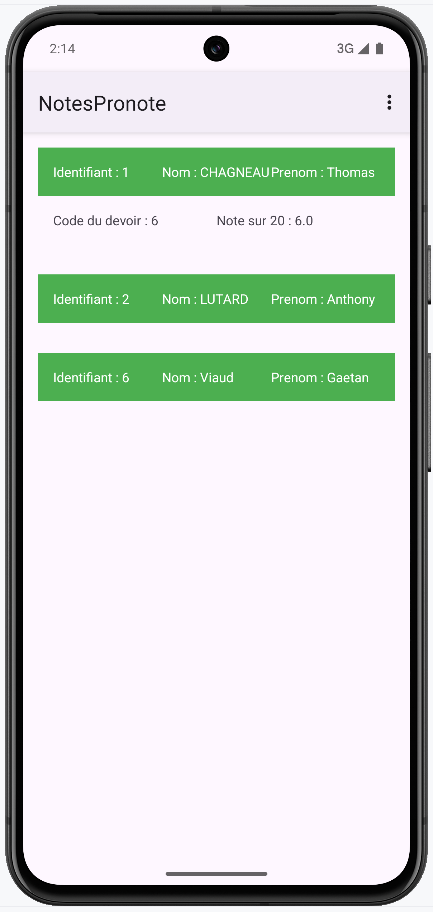 2:14 3G
NotesPronote
Identifiant : 1 Nom : CHAGNEAU Prenom : Thomas
Code du devoir : 6 Note sur 20 : 6.0
Identifiant : 2 Nom : LUTARD Prenom : Anthony
Identifiant : 6 Nom : Viaud Prenom : Gaetan